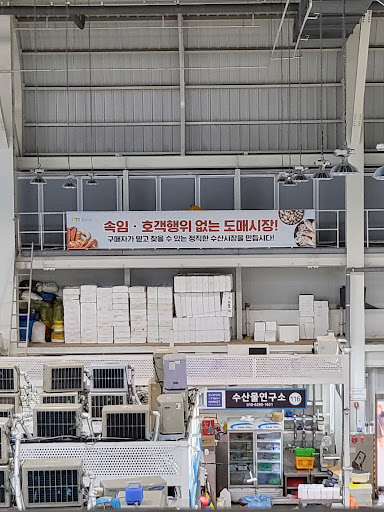 속임 · 호객행위 없는 도매시장!
구매자가 믿고 찾을 수 있는 정직한 수산시장을 만듭시다!
수산물연구소